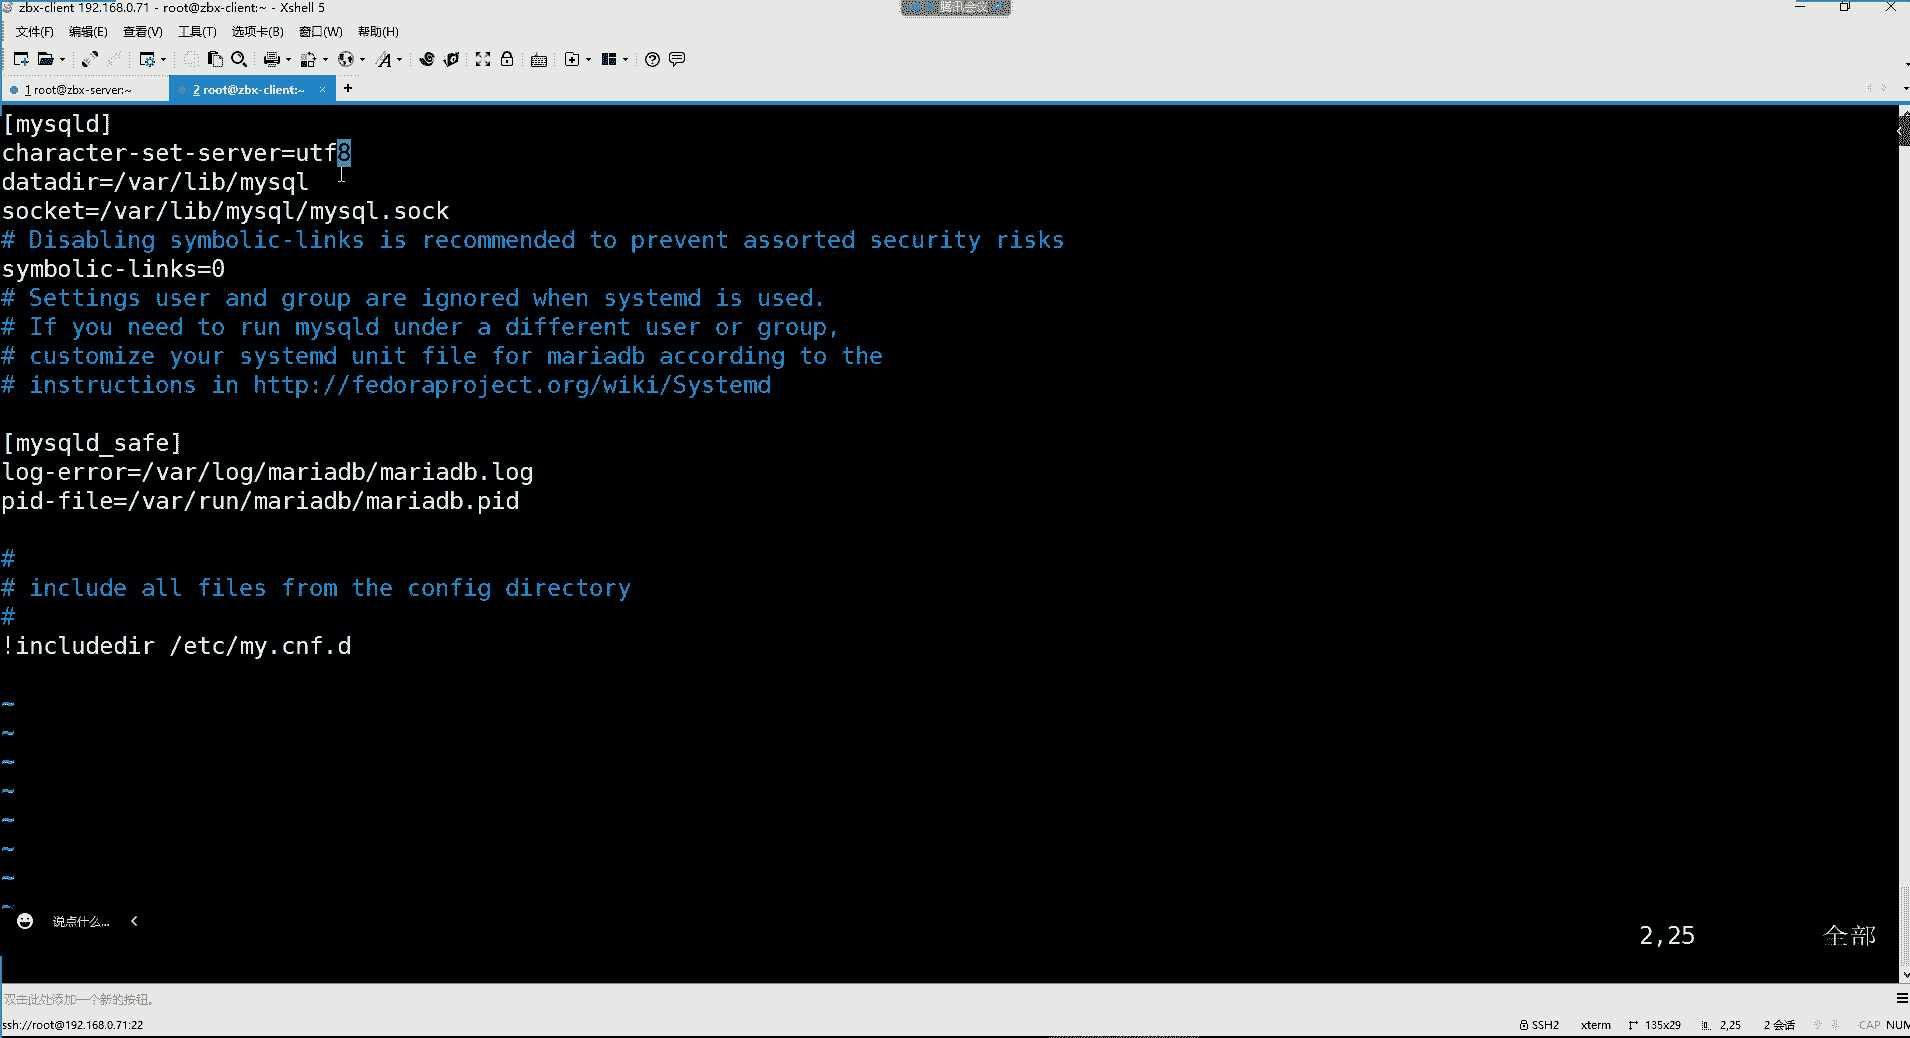 zbx-client 192.168.0.71 - root@zbx-client:~ - Xshell 5
腾讯会议
文件(F) 编辑(E) 查看(V) 工具(T) 选项卡(B) 窗口(W) 帮助(H)
1 root@zbx-server:~ 2 root@zbx-client:~ × +
[mysqld]
character-set-server=utf8
datadir=/var/lib/mysql
socket=/var/lib/mysql/mysql.sock
# Disabling symbolic-links is recommended to prevent assorted security risks
symbolic-links=0
# Settings user and group are ignored when systemd is used.
# If you need to run mysqld under a different user or group,
# customize your systemd unit file for mariadb according to the
# instructions in http://fedoraproject.org/wiki/Systemd
[mysqld_safe]
log-error=/var/log/mariadb/mariadb.log
pid-file=/var/run/mariadb/mariadb.pid
#
# include all files from the config directory
#
!includedir /etc/my.cnf.d
~
~
~
~
~
~
~
~
说点什么...
2,25 全部
双击此处添加一个新的按钮。
ssh://root@192.168.0.71:22 SSH2 xterm 135x29 2,25 2 会话 CAP NUM